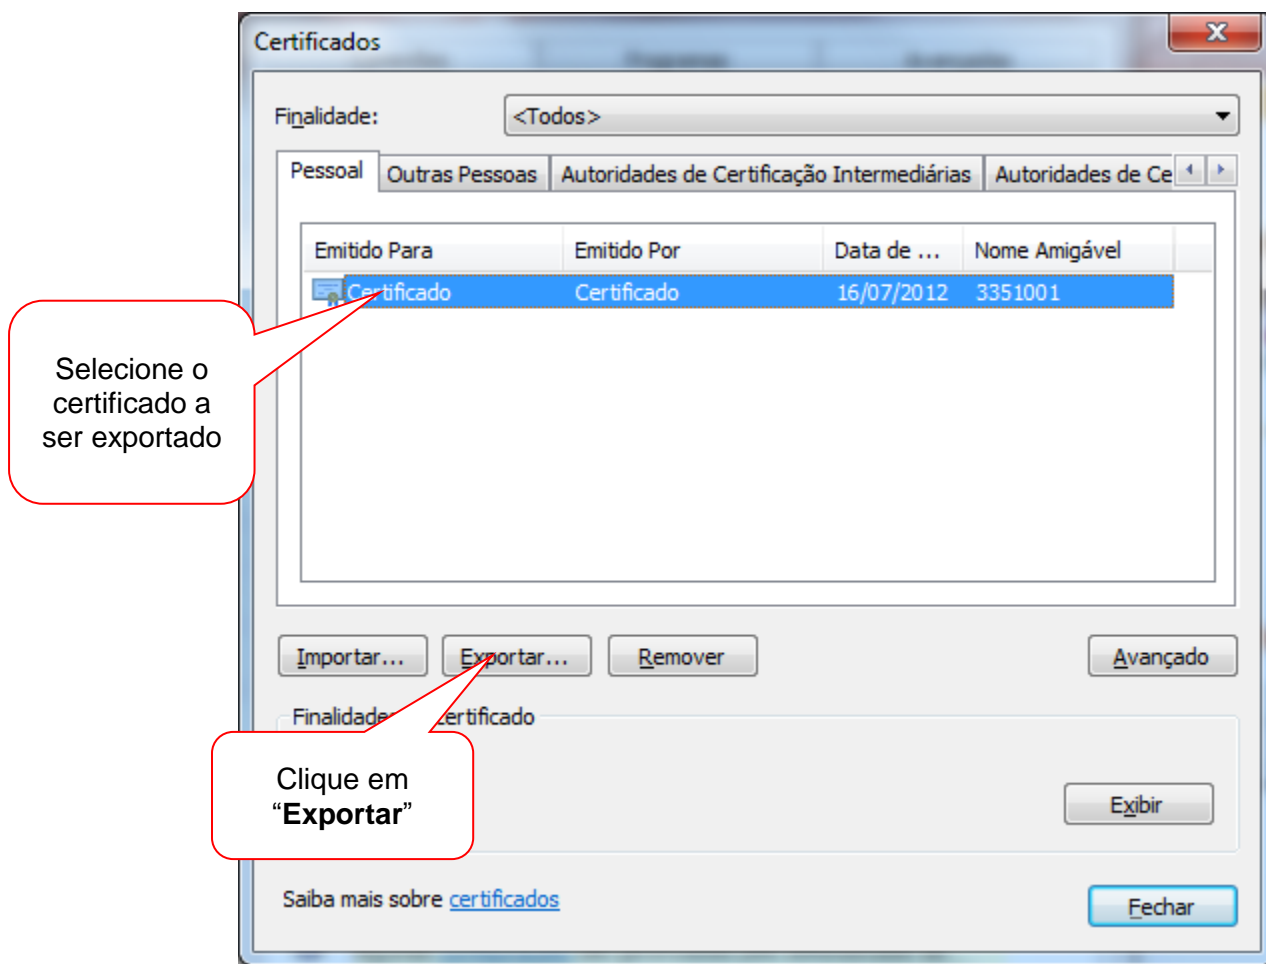 Certificados
Finalidade:
<Todos>
Pessoal
Outras Pessoas
Autoridades de Certificação Intermediárias
Autoridades de Ce
Emitido Para
Emitido Por
Data de ...
Nome Amigável
Certificado
Certificado
16/07/2012
3351001
Selecione o
certificado a
ser exportado
Importar...
Exportar...
Remover
Avançado
Finalidades certificado
Clique em
“Exportar”
Exibir
Saiba mais sobre certificados
Fechar